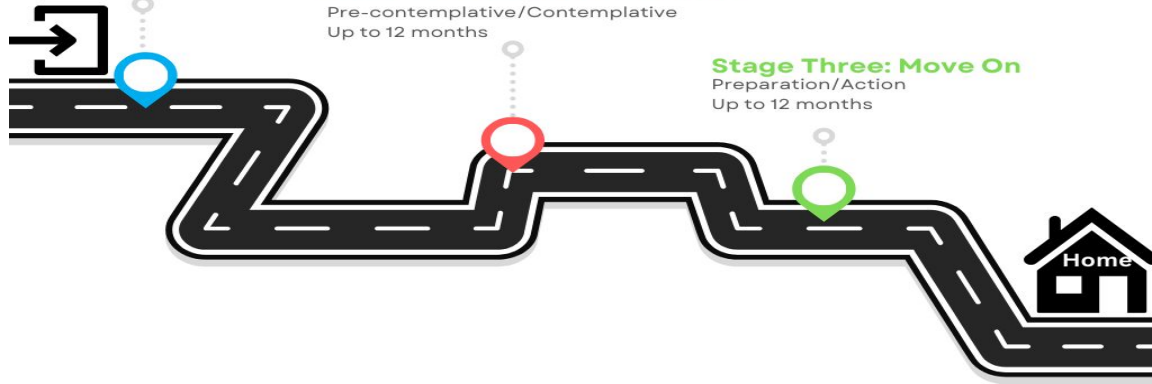 Pre-contemplative/Contemplative
Up to 12 months
Stage Three: Move On
Preparation/Action
Up to 12 months
Home